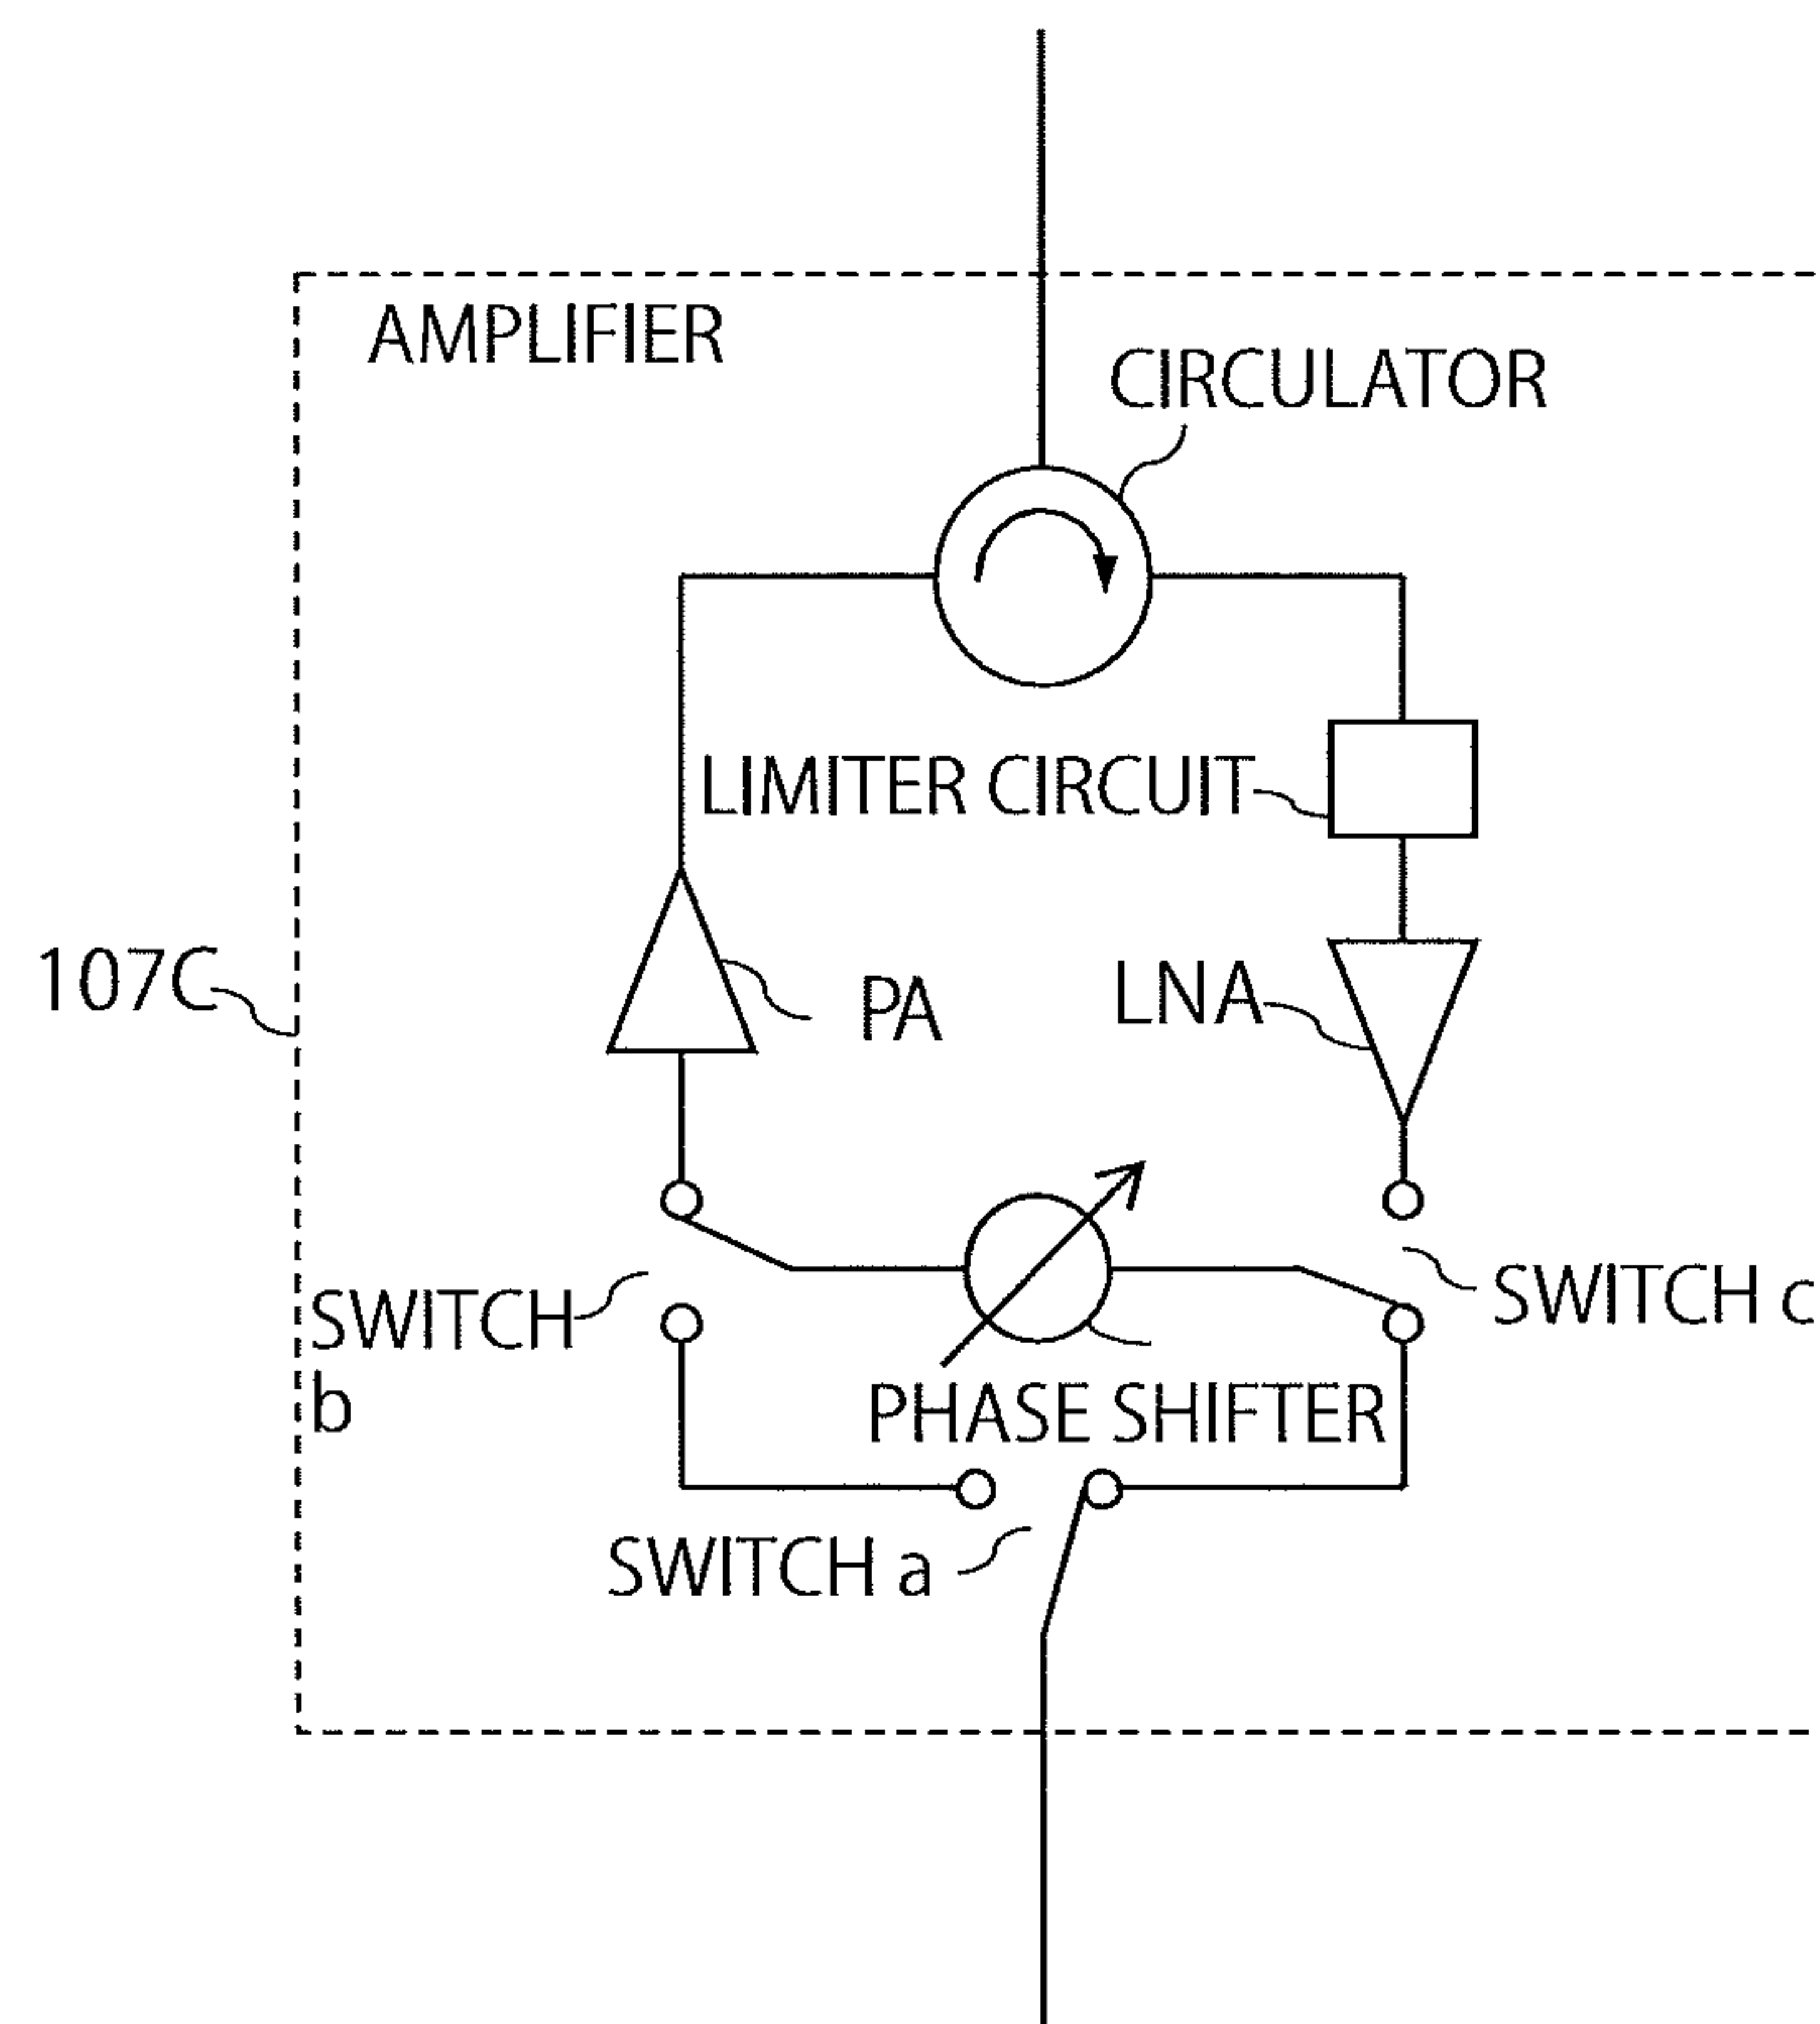 AMPLIFIER
CIRCULATOR
LIMITER CIRCUIT
107C
PA
LNA
SWITCH
b
SWITCH c
PHASE SHIFTER
SWITCH a